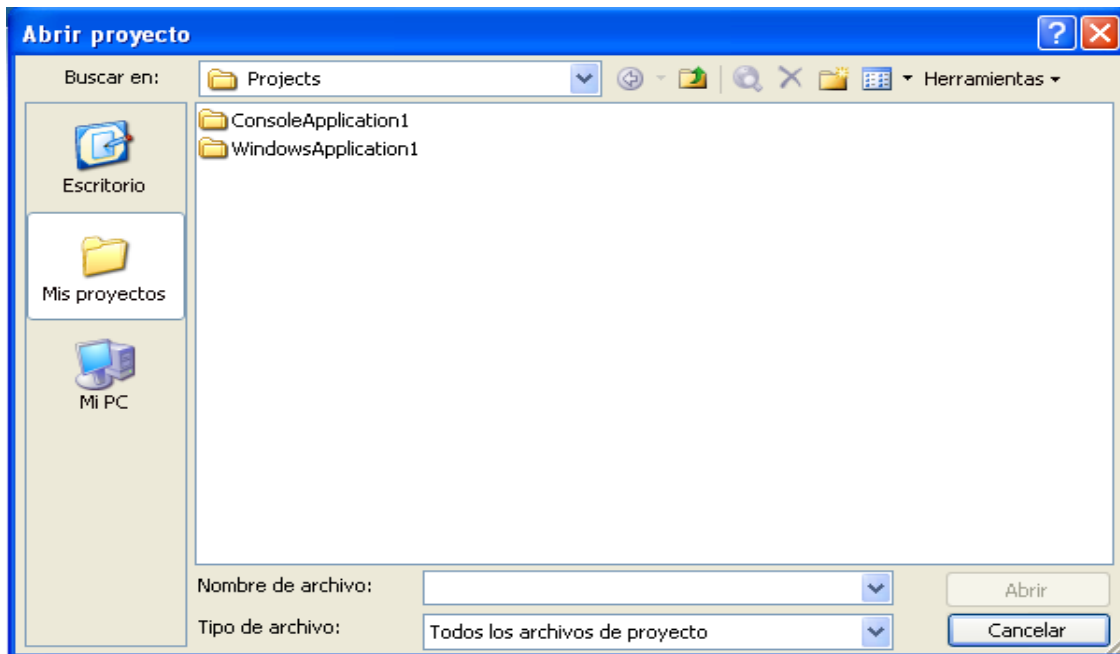 Abrir proyecto
Buscar en:
Projects
Herramientas
ConsoleApplication1
WindowsApplication1
Escritorio
Mis proyectos
Mi PC
Nombre de archivo:
Abrir
Tipo de archivo:
Todos los archivos de proyecto
Cancelar